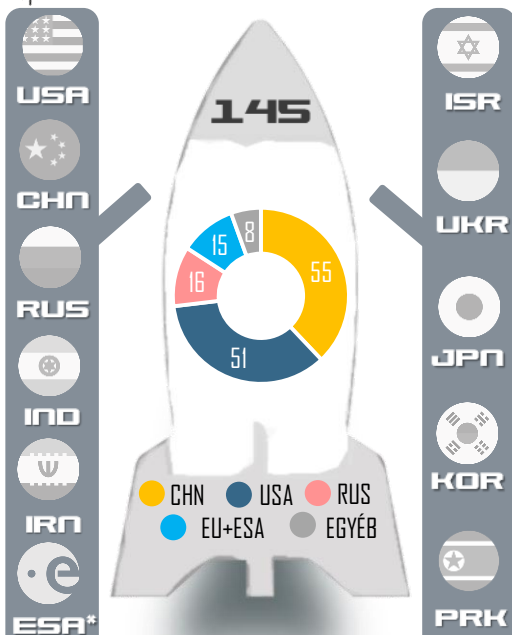 USA
CHN
RUS
IND
IRN
ESA*
145
55
51
16
15
8
CHN USA RUS
EU+ESA EGYÉB
ISR
UKR
JPN
KOR
PRK